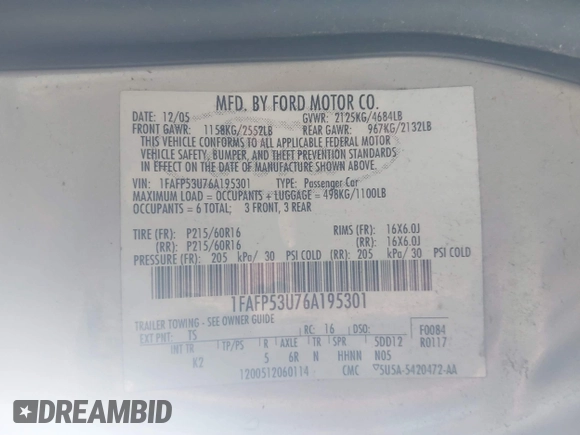 MFD. BY FORD MOTOR CO.
DATE: 12/05 GVWR: 2125KG/4684LB
FRONT GAWR: 1158KG/2552LB REAR GAWR: 967KG/2132LB
THIS VEHICLE CONFORMS TO ALL APPLICABLE FEDERAL MOTOR
VEHICLE SAFETY, BUMPER, AND THEFT PREVENTION STANDARDS
IN EFFECT ON THE DATE OF MANUFACTURE SHOWN ABOVE.
VIN: 1FAFP53U76A195301 TYPE: Passenger Car
MAXIMUM LOAD = OCCUPANTS + LUGGAGE = 498KG/1100LB
OCCUPANTS = 6 TOTAL; 3 FRONT, 3 REAR
TIRE (FR): P215/60R16 RIMS (FR): 16X6.0J
(RR): P215/60R16 (RR): 16X6.0J
PRESSURE (FR): 205 kPa/ 30 PSI COLD (RR): 205 kPa/ 30 PSI COLD
1FAFP53U76A195301
TRAILER TOWING - SEE OWNER GUIDE
EXT PNT: TS RC: 16 DSO: F0084
INT TR TP/PS R AXLE TR SPR 5DD12 R0117
K2 5 6R N HHNN N05
1200512060114 CMC 5U5A-5420472-AA
DREAMBID DREAMBID.COM